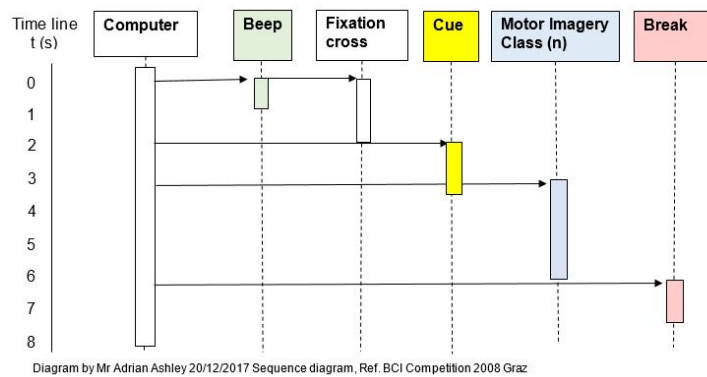 Time line
t (s)
Computer
Beep
Fixation
cross
Cue
Motor Imagery
Class (n)
Break
0
1
2
3
4
5
6
7
8
Diagram by Mr Adrian Ashley 20/12/2017 Sequence diagram, Ref. BCI Competition 2008 Graz